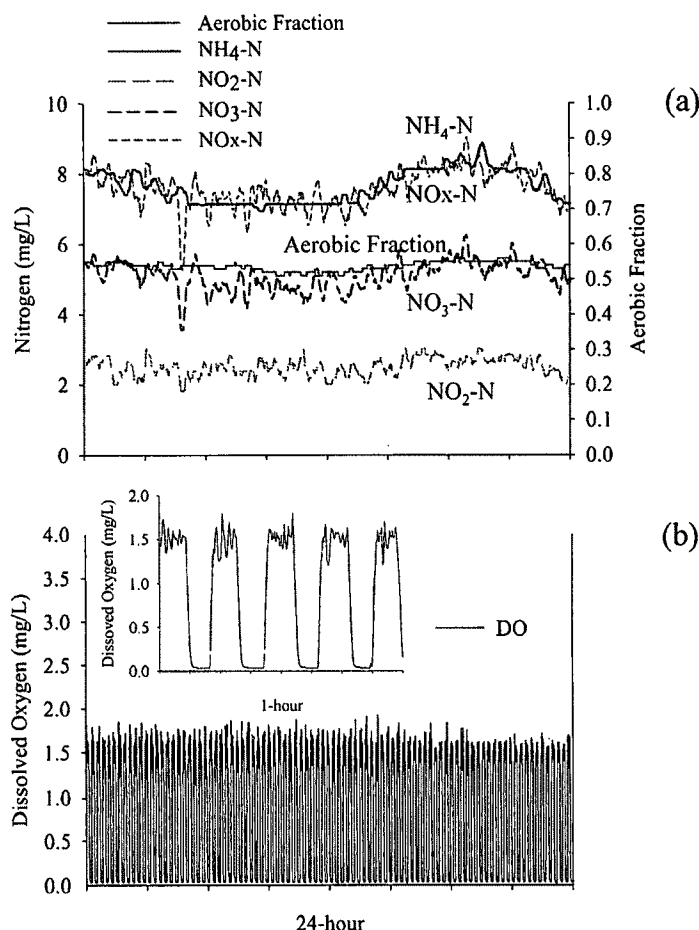 Aerobic Fraction
NH4-N
NO2-N
NO3-N
NOx-N
(a)
10
8
6
4
2
0
Nitrogen (mg/L)
1.0
0.9
0.8
0.7
0.6
0.5
0.4
0.3
0.2
0.1
0.0
Aerobic Fraction
NH4-N
NOx-N
Aerobic Fraction
NO3-N
NO2-N
(b)
4.0
3.5
3.0
2.5
2.0
1.5
1.0
0.5
0.0
Dissolved Oxygen (mg/L)
2.0
1.5
1.0
0.5
0.0
Dissoved Oxygen (mg/L)
1-hour
DO
24-hour